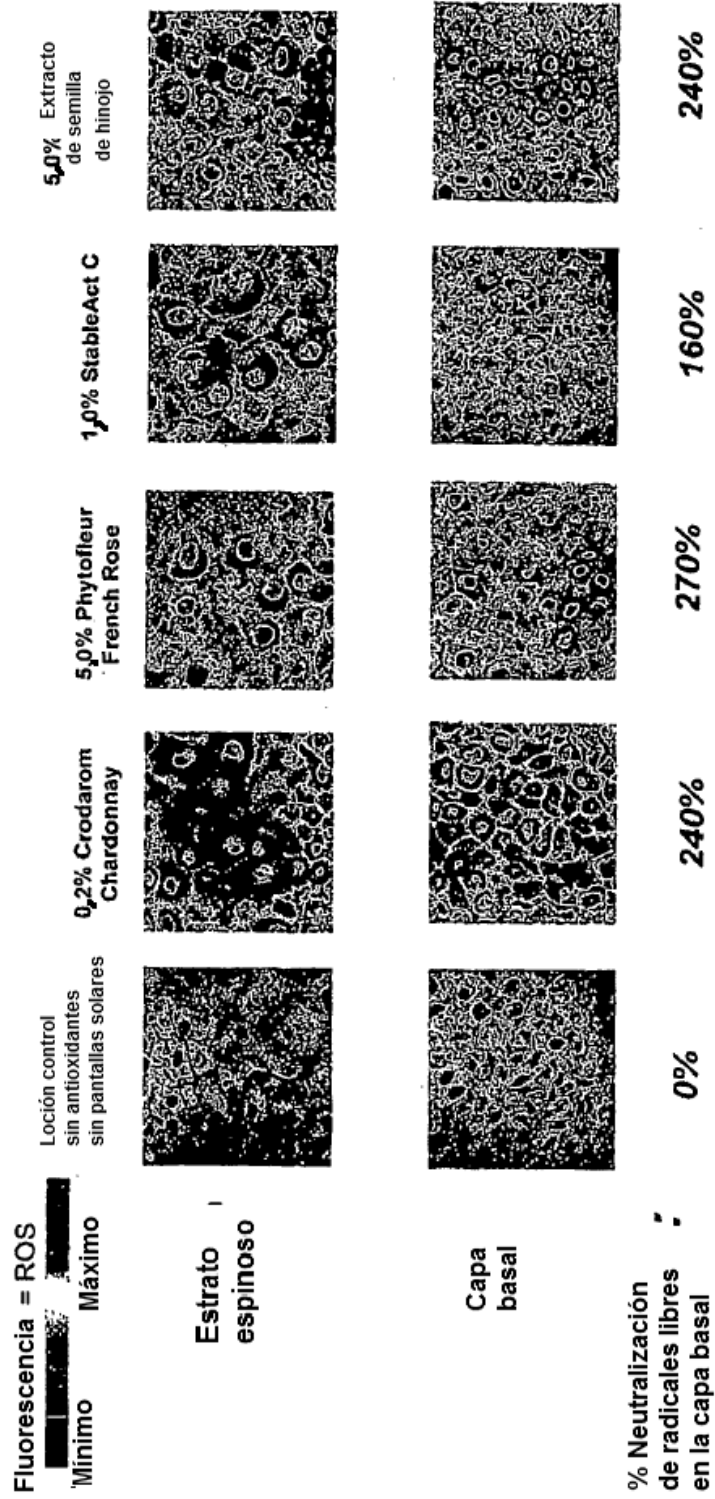 Fluorescencia = ROS
Mínimo Máximo
Loción control
sin antioxidantes
sin pantallas solares
0,2% Crodarom
Chardonnay
5,0% Phytofleur
French Rose
1,0% StableAct C
5,0% Extracto
de semilla
de hinojo
Estrato
espinoso
Capa
basal
% Neutralización
de radicales libres
en la capa basal
0% 240% 270% 160% 240%